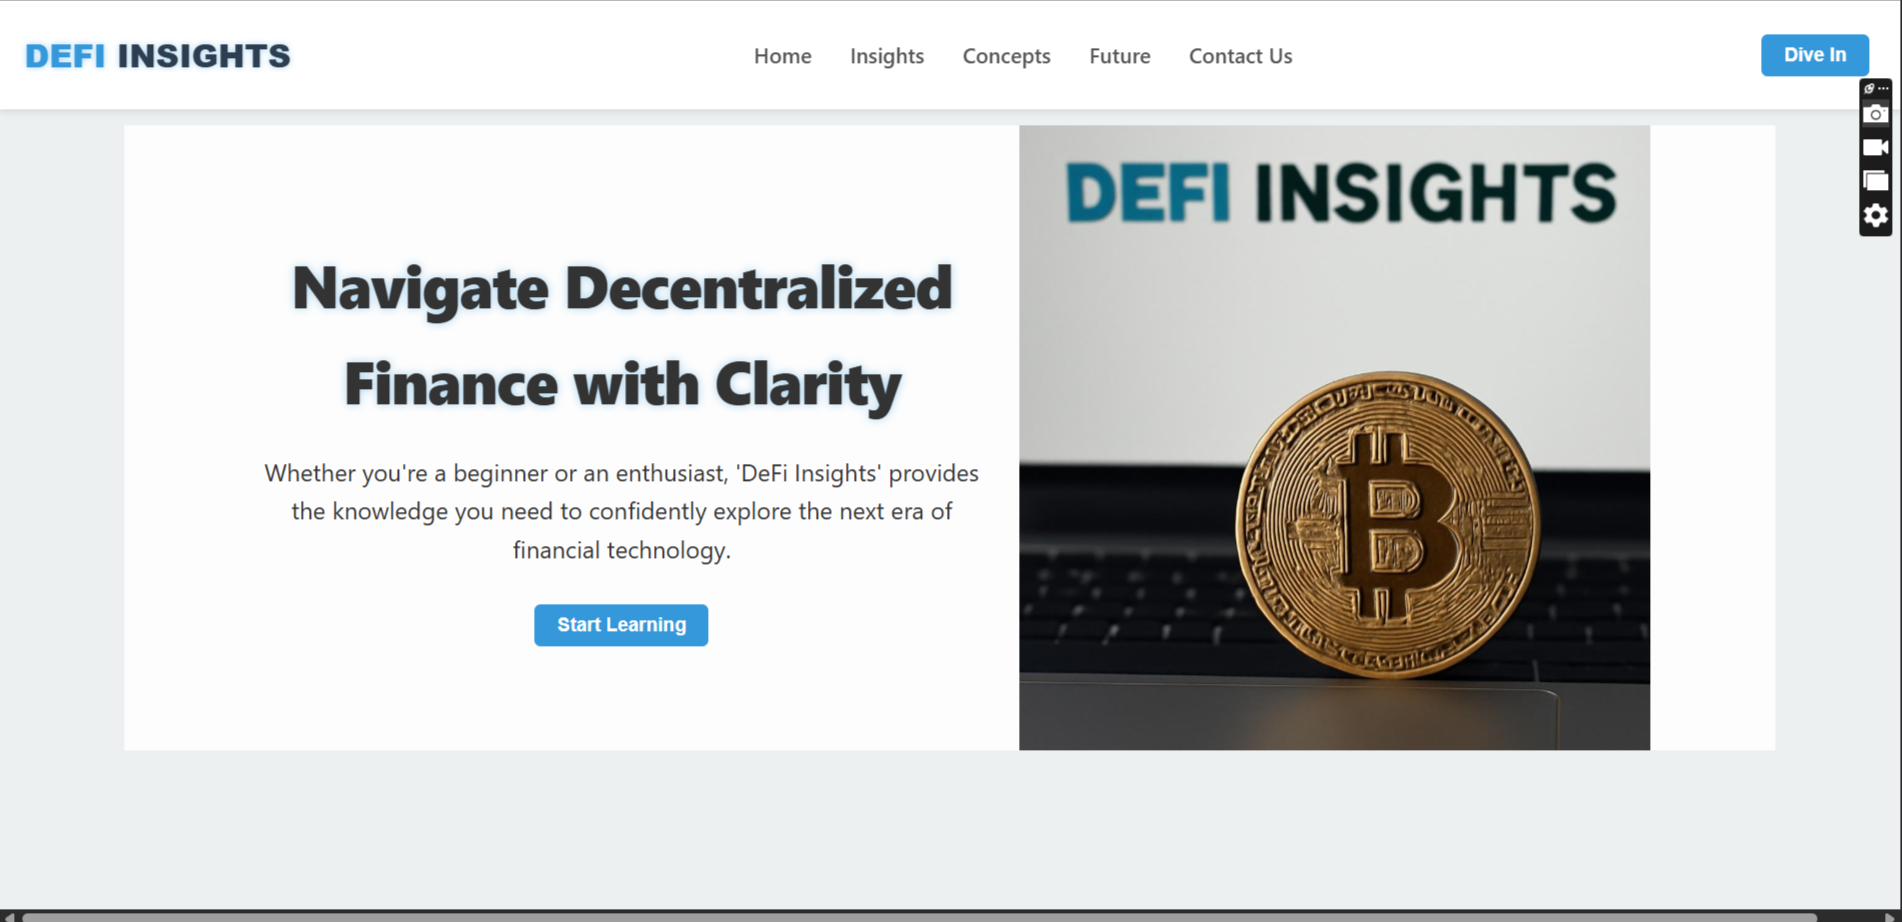 DEFI INSIGHTS
Home
Insights
Concepts
Future
Contact Us
Dive In
Navigate Decentralized
Finance with Clarity
Whether you're a beginner or an enthusiast, 'DeFi Insights' provides
the knowledge you need to confidently explore the next era of
financial technology.
Start Learning
DEFI INSIGHTS